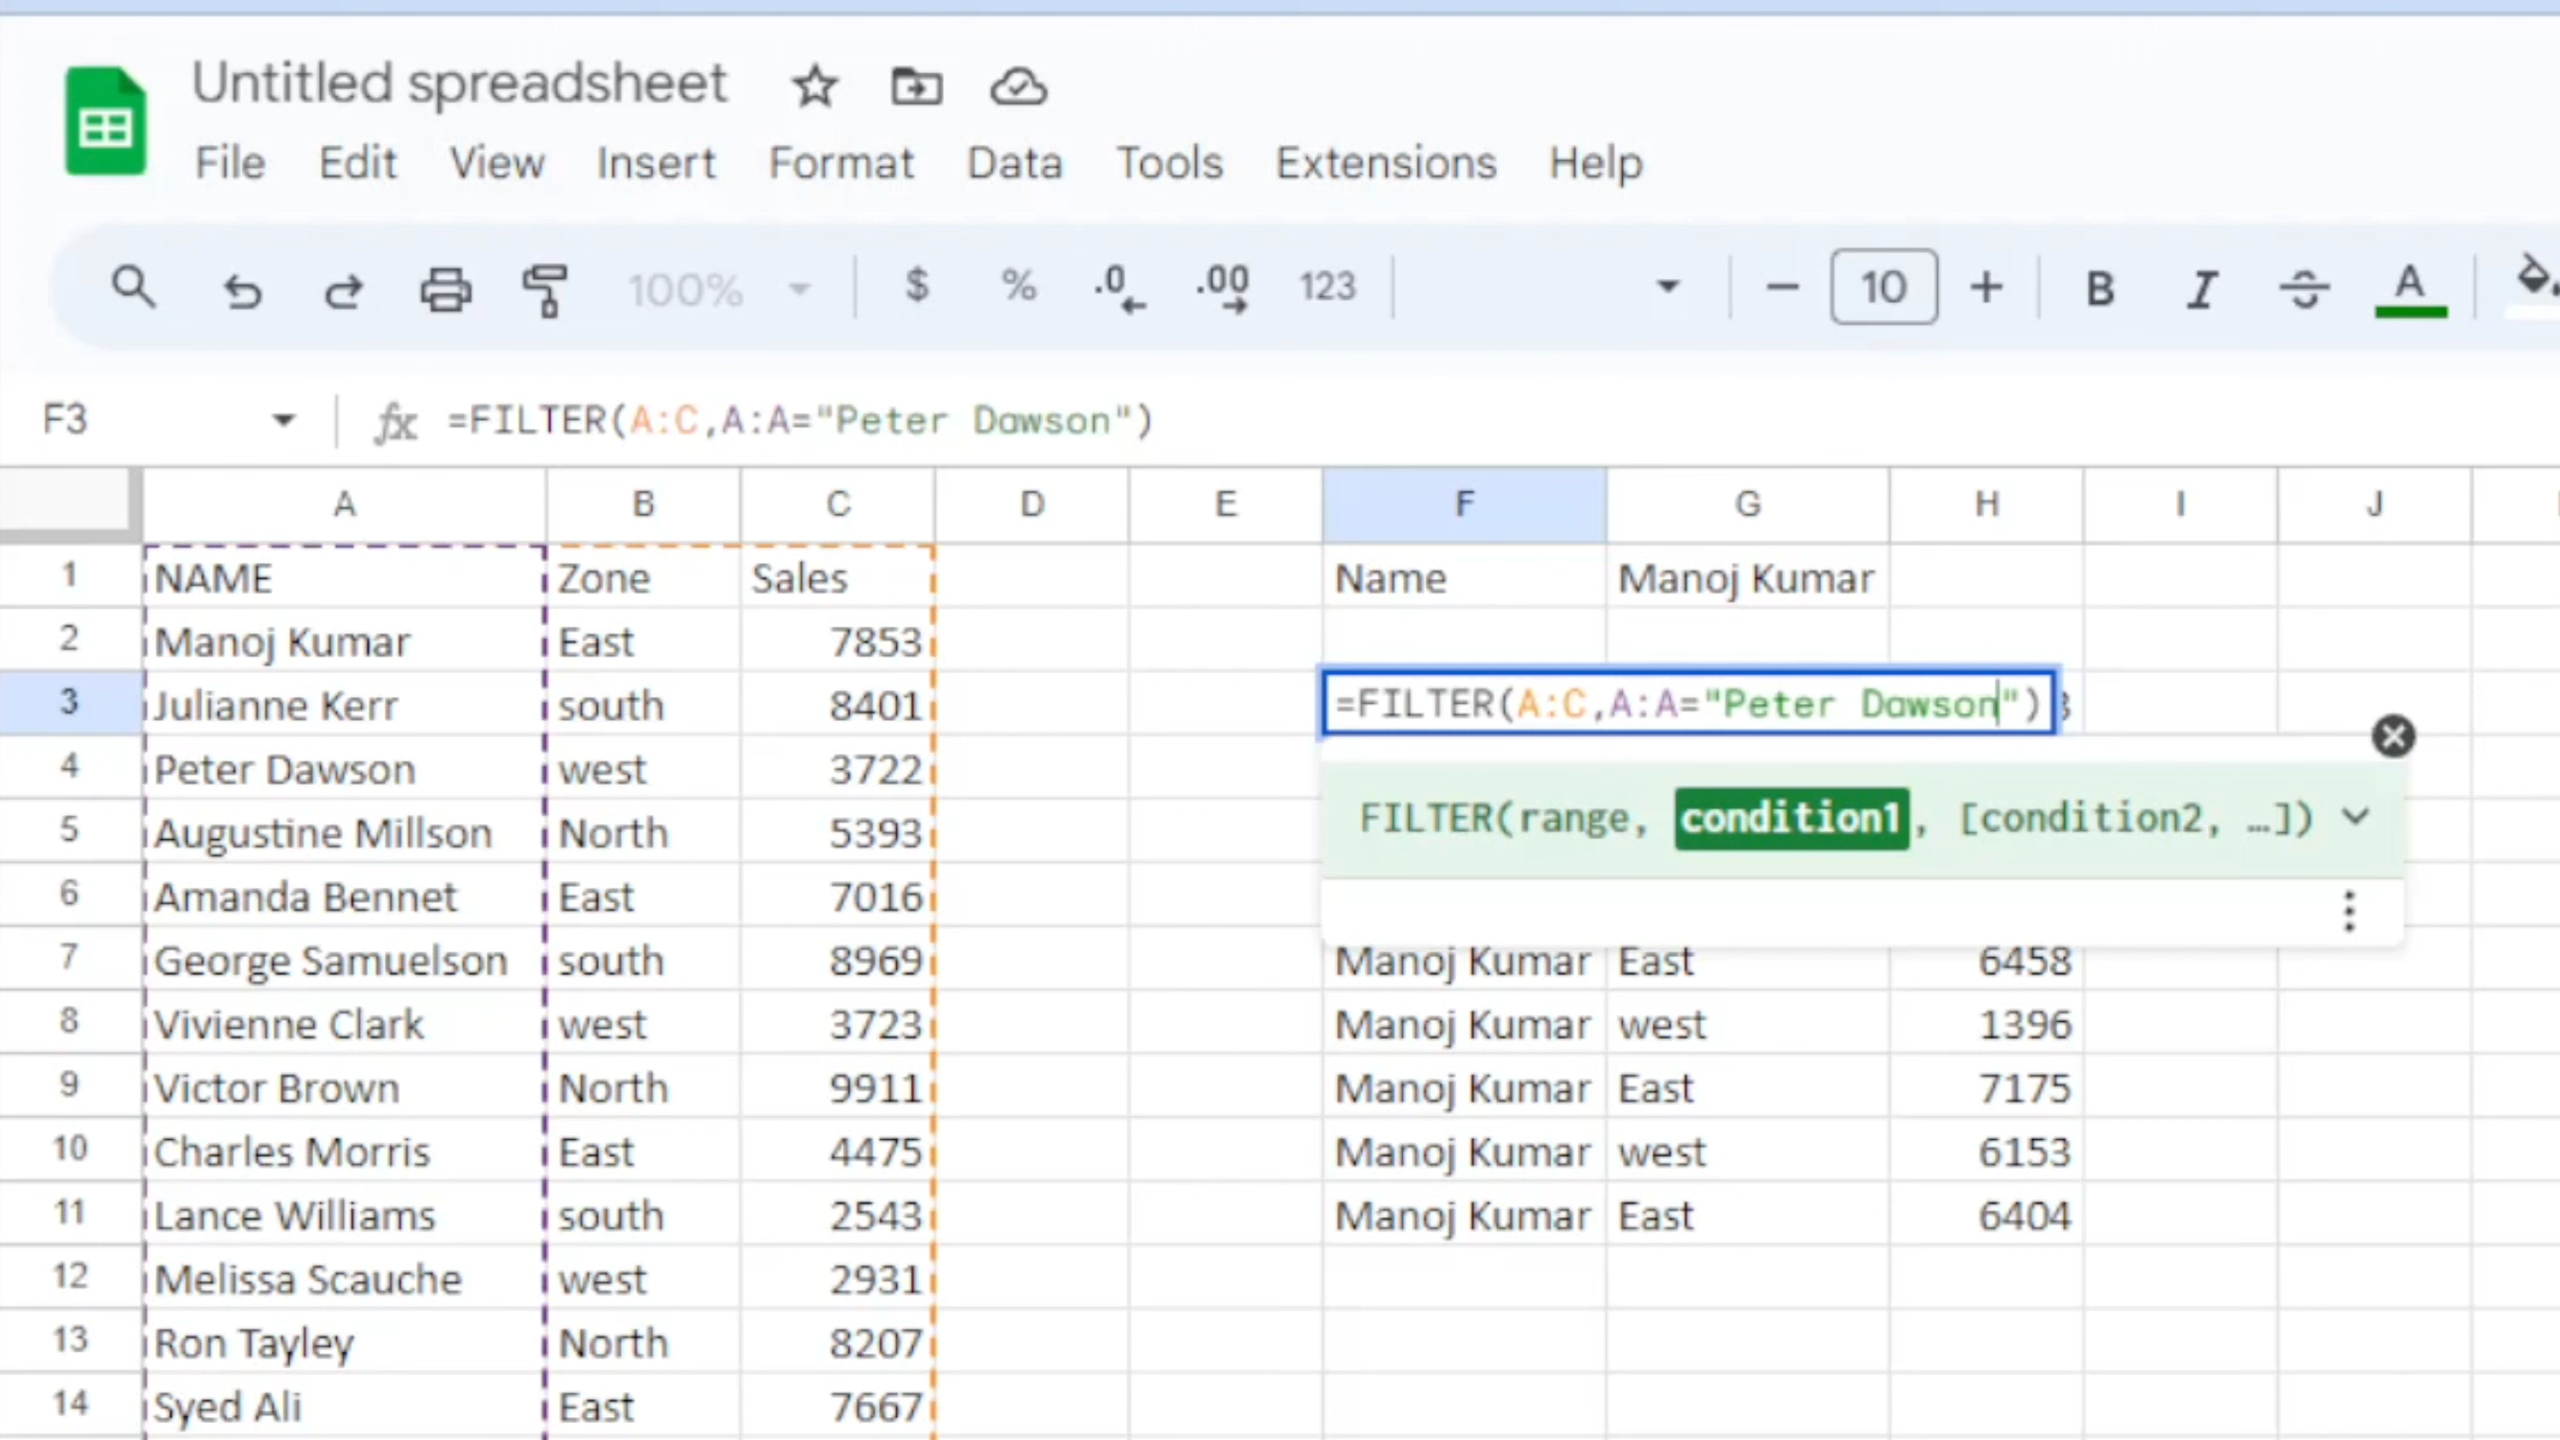 Untitled spreadsheet
File Edit View Insert Format Data Tools Extensions Help
100% $ % .0 .00 123 10 B I A
F3 fx =FILTER(A:C,A:A="Peter Dawson")
A B C D E F G H I J
1 NAME Zone Sales Name Manoj Kumar
2 Manoj Kumar East 7853
3 Julianne Kerr south 8401 =FILTER(A:C,A:A="Peter Dawson")
4 Peter Dawson west 3722
FILTER(range, condition1, [condition2, …])
5 Augustine Millson North 5393
6 Amanda Bennet East 7016
7 George Samuelson south 8969 Manoj Kumar East 6458
8 Vivienne Clark west 3723 Manoj Kumar west 1396
9 Victor Brown North 9911 Manoj Kumar East 7175
10 Charles Morris East 4475 Manoj Kumar west 6153
11 Lance Williams south 2543 Manoj Kumar East 6404
12 Melissa Scauche west 2931
13 Ron Tayley North 8207
14 Syed Ali East 7667